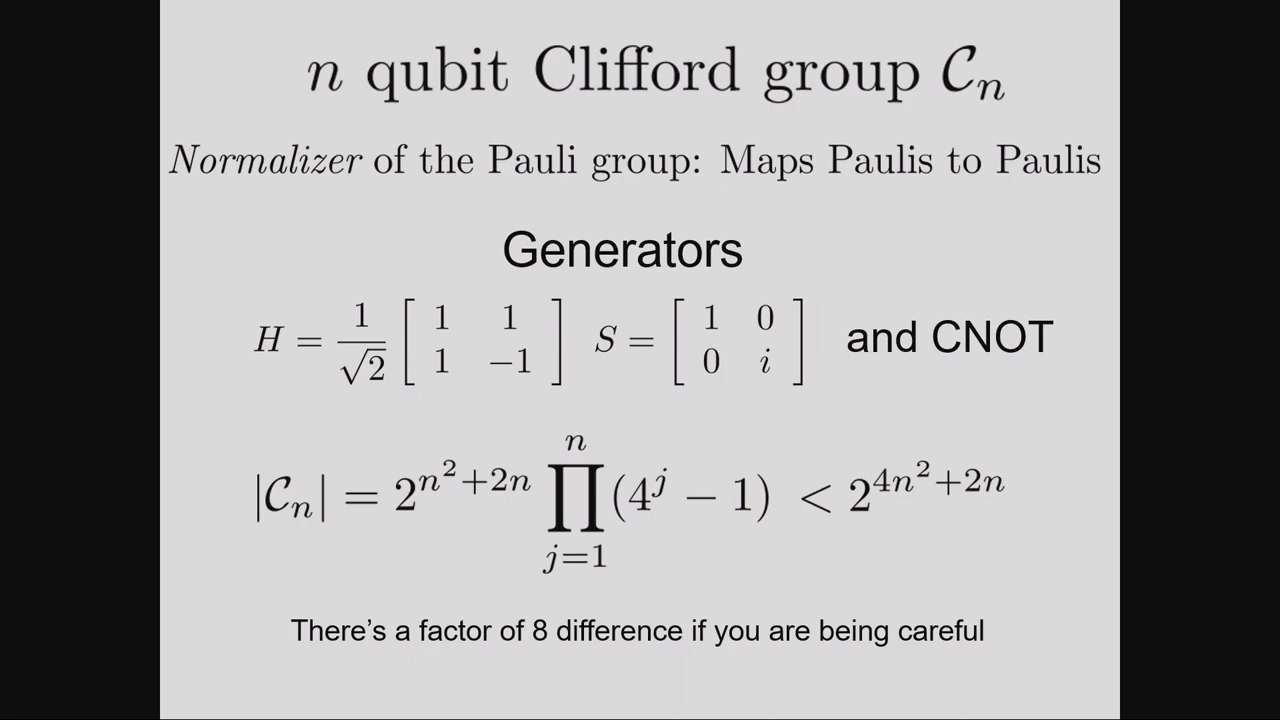 n qubit Clifford group 𝒞ₙ
Normalizer of the Pauli group: Maps Paulis to Paulis
Generators
H = 1/√2 [ 1 1 ; 1 −1 ] S = [ 1 0 ; 0 i ] and CNOT
|𝒞ₙ| = 2^{n²+2n} ∏_{j=1}^{n} (4^j − 1) < 2^{4n²+2n}
There's a factor of 8 difference if you are being careful